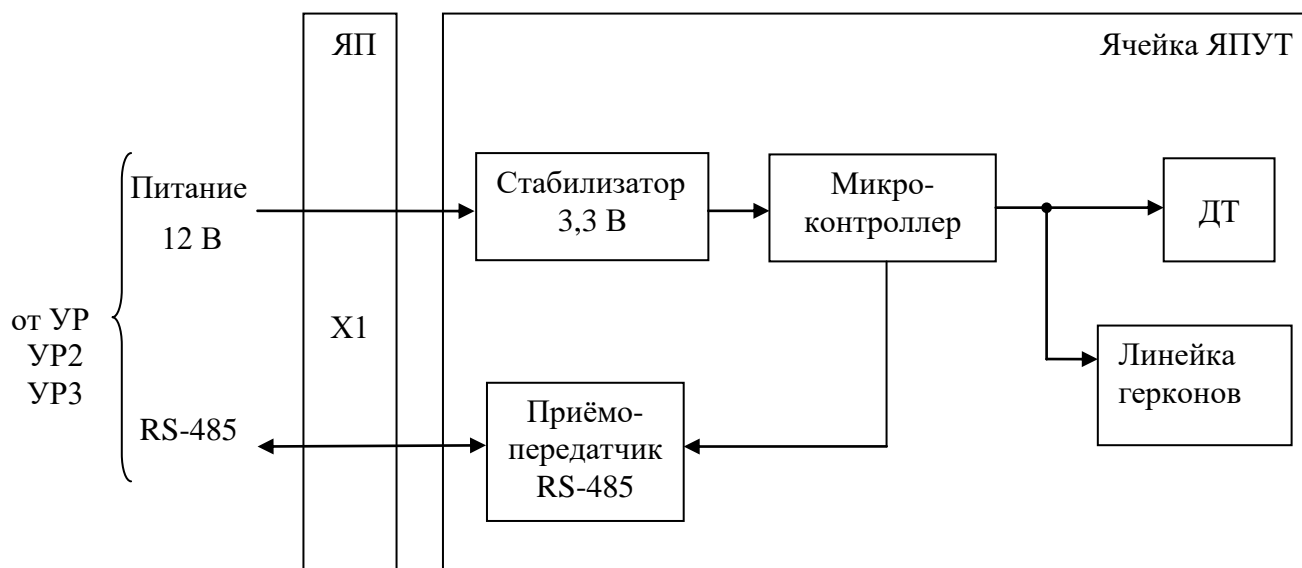 ЯП
Ячейка ЯПУТ
Питание
12 В
Стабилизатор
3,3 В
Микро-
контроллер
ДТ
от УР
УР2
УР3
Х1
Линейка
герконов
RS-485
Приёмо-
передатчик
RS-485